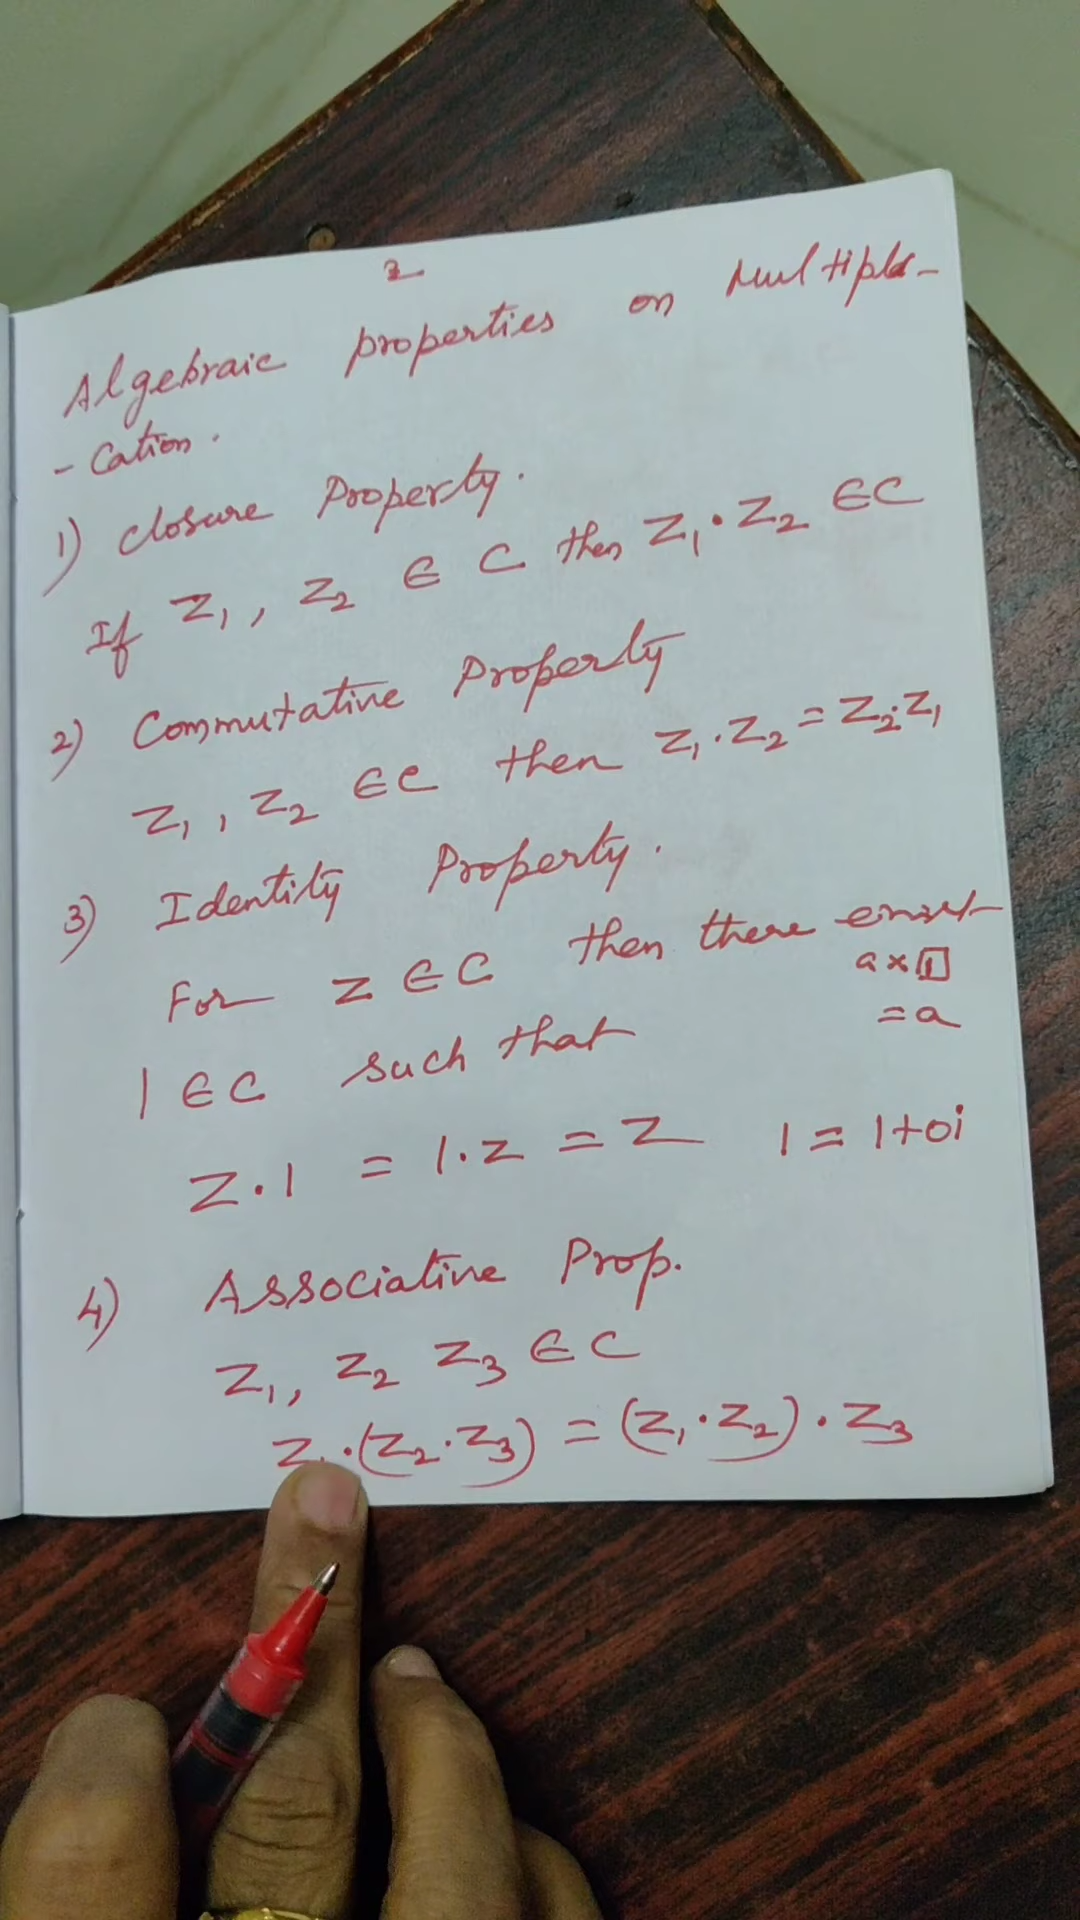 2
Algebraic properties on Multipli-
- cation.
1) Closure Property.
If Z₁, Z₂ ∈ C then Z₁·Z₂ ∈C
2) Commutative Property
Z₁, Z₂ ∈C then Z₁·Z₂ = Z₂·Z₁
3) Identity Property.
For z ∈ C then there exist
a × 1
= a
1 ∈ C such that
Z·1 = 1·z = Z 1 = 1+0i
4) Associative Prop.
Z₁, Z₂ Z₃ ∈ C
Z₁·(Z₂·Z₃) = (Z₁·Z₂)·Z₃